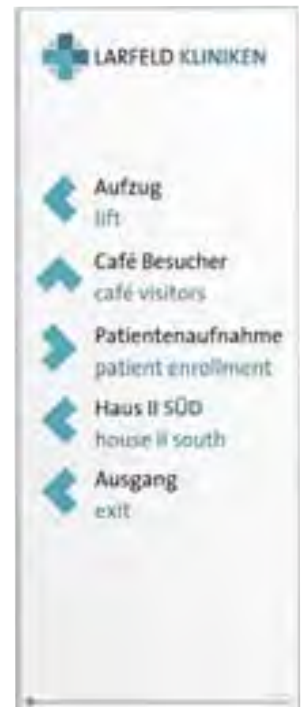 LARFELD KLINIKEN
Aufzug
lift
Café Besucher
café visitors
Patientenaufnahme
patient enrollment
Haus II SÜD
house ii south
Ausgang
exit